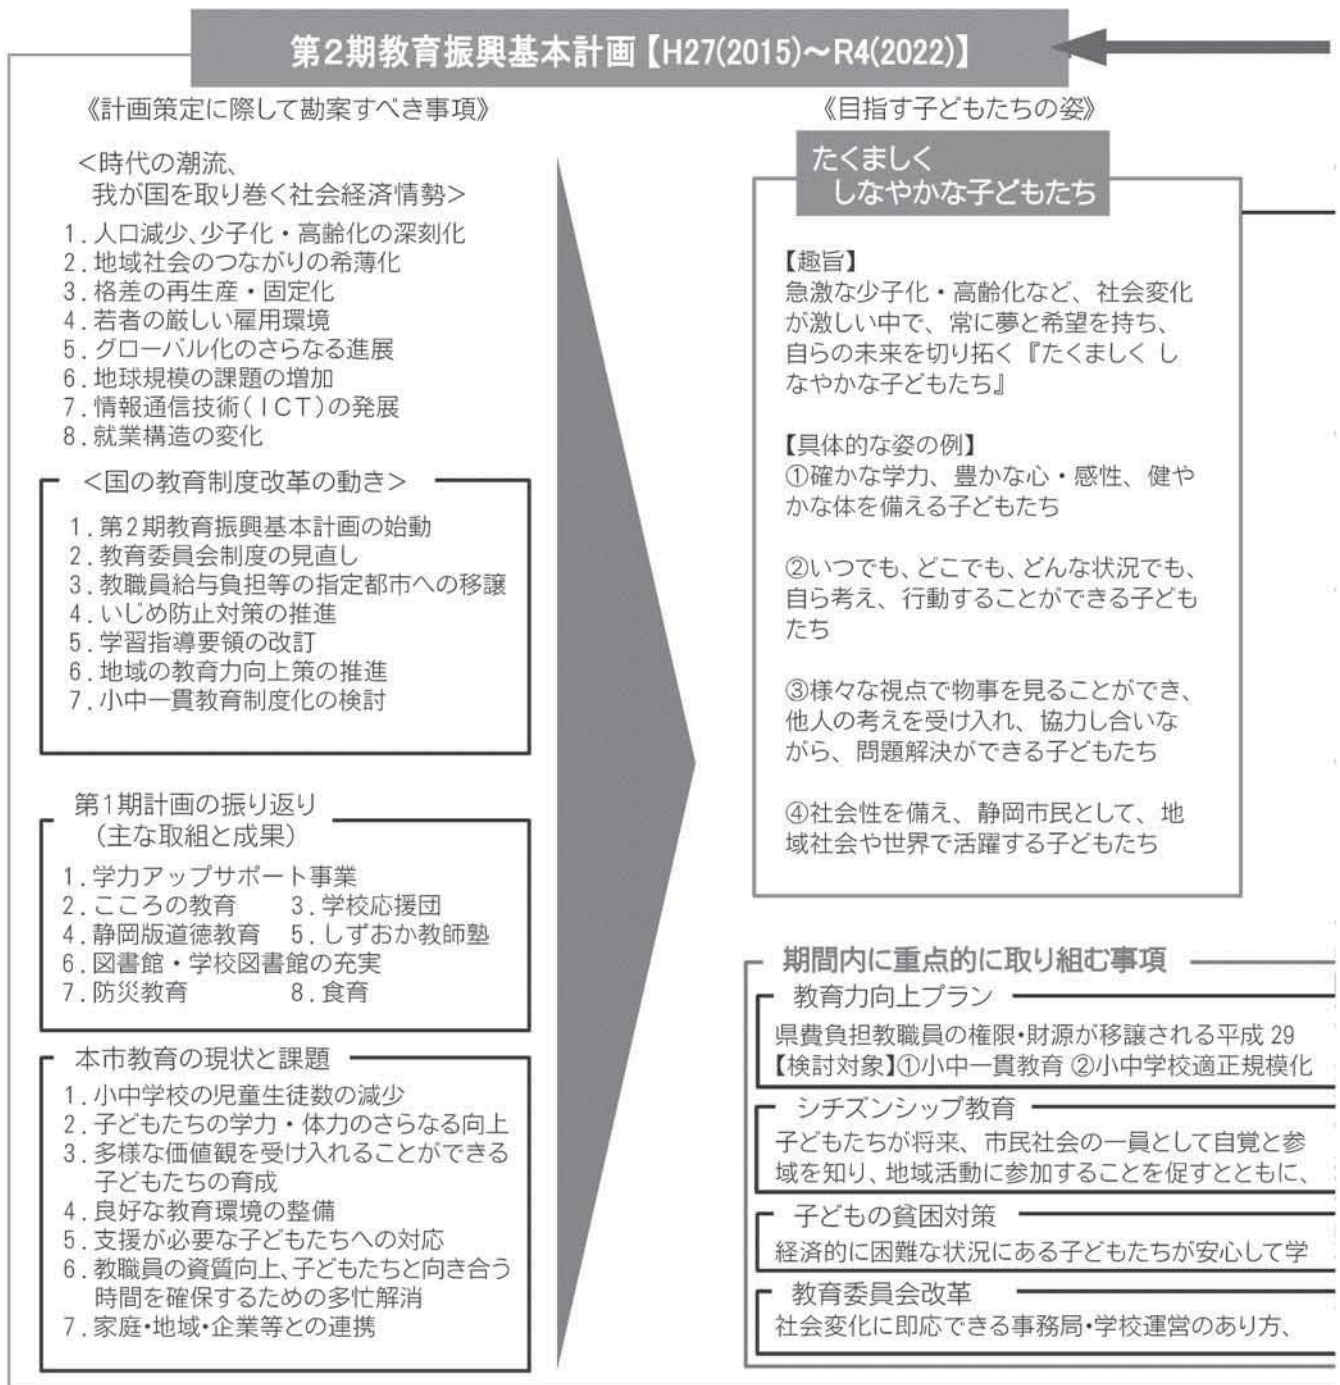 第2期教育振興基本計画【H27(2015)～R4(2022)】
《計画策定に際して勘案すべき事項》
＜時代の潮流、
我が国を取り巻く社会経済情勢＞
1．人口減少、少子化・高齢化の深刻化
2．地域社会のつながりの希薄化
3．格差の再生産・固定化
4．若者の厳しい雇用環境
5．グローバル化のさらなる進展
6．地球規模の課題の増加
7．情報通信技術（ICT）の発展
8．就業構造の変化
＜国の教育制度改革の動き＞
1．第2期教育振興基本計画の始動
2．教育委員会制度の見直し
3．教職員給与負担等の指定都市への移譲
4．いじめ防止対策の推進
5．学習指導要領の改訂
6．地域の教育力向上策の推進
7．小中一貫教育制度化の検討
第1期計画の振り返り
（主な取組と成果）
1．学力アップサポート事業
2．こころの教育　3．学校応援団
4．静岡版道徳教育　5．しずおか教師塾
6．図書館・学校図書館の充実
7．防災教育　8．食育
本市教育の現状と課題
1．小中学校の児童生徒数の減少
2．子どもたちの学力・体力のさらなる向上
3．多様な価値観を受け入れることができる
子どもたちの育成
4．良好な教育環境の整備
5．支援が必要な子どもたちへの対応
6．教職員の資質向上、子どもたちと向き合う
時間を確保するための多忙解消
7．家庭・地域・企業等との連携
《目指す子どもたちの姿》
たくましく
しなやかな子どもたち
【趣旨】
急激な少子化・高齢化など、社会変化
が激しい中で、常に夢と希望を持ち、
自らの未来を切り拓く『たくましく し
なやかな子どもたち』
【具体的な姿の例】
①確かな学力、豊かな心・感性、健や
かな体を備える子どもたち
②いつでも、どこでも、どんな状況でも、
自ら考え、行動することができる子ども
たち
③様々な視点で物事を見ることができ、
他人の考えを受け入れ、協力し合いな
がら、問題解決ができる子どもたち
④社会性を備え、静岡市民として、地
域社会や世界で活躍する子どもたち
期間内に重点的に取り組む事項
教育力向上プラン
県費負担教職員の権限・財源が移譲される平成 29
【検討対象】①小中一貫教育 ②小中学校適正規模化
シチズンシップ教育
子どもたちが将来、市民社会の一員として自覚と参
域を知り、地域活動に参加することを促すとともに、
子どもの貧困対策
経済的に困難な状況にある子どもたちが安心して学
教育委員会改革
社会変化に即応できる事務局・学校運営のあり方、